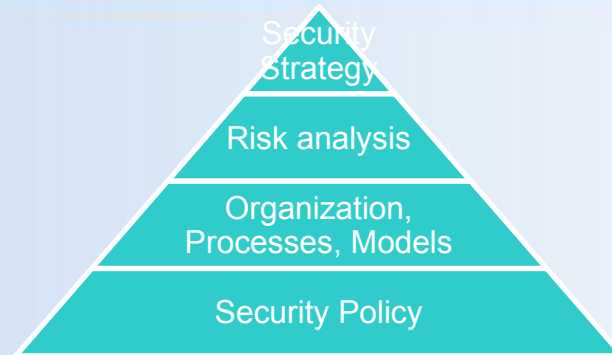 Security
Strategy
Risk analysis
Organization,
Processes, Models
Security Policy